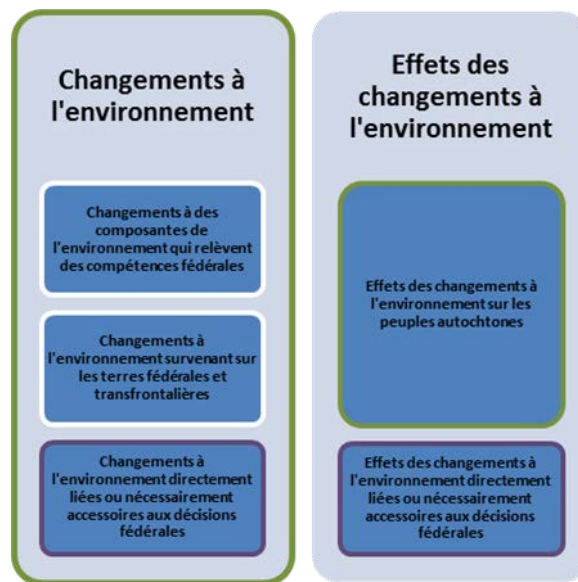 Changements à
l'environnement
Changements à des
composantes de
l'environnement qui relèvent
des compétences fédérales
Changements à
l'environnement survenant sur
les terres fédérales et
transfrontalières
Changements à
l'environnement directement
liées ou nécessairement
accessoires aux décisions
fédérales
Effets des
changements à
l'environnement
Effets des changements à
l'environnement sur les
peuples autochtones
Effets des changements à
l'environnement directement
liées ou nécessairement
accessoires aux décisions
fédérales